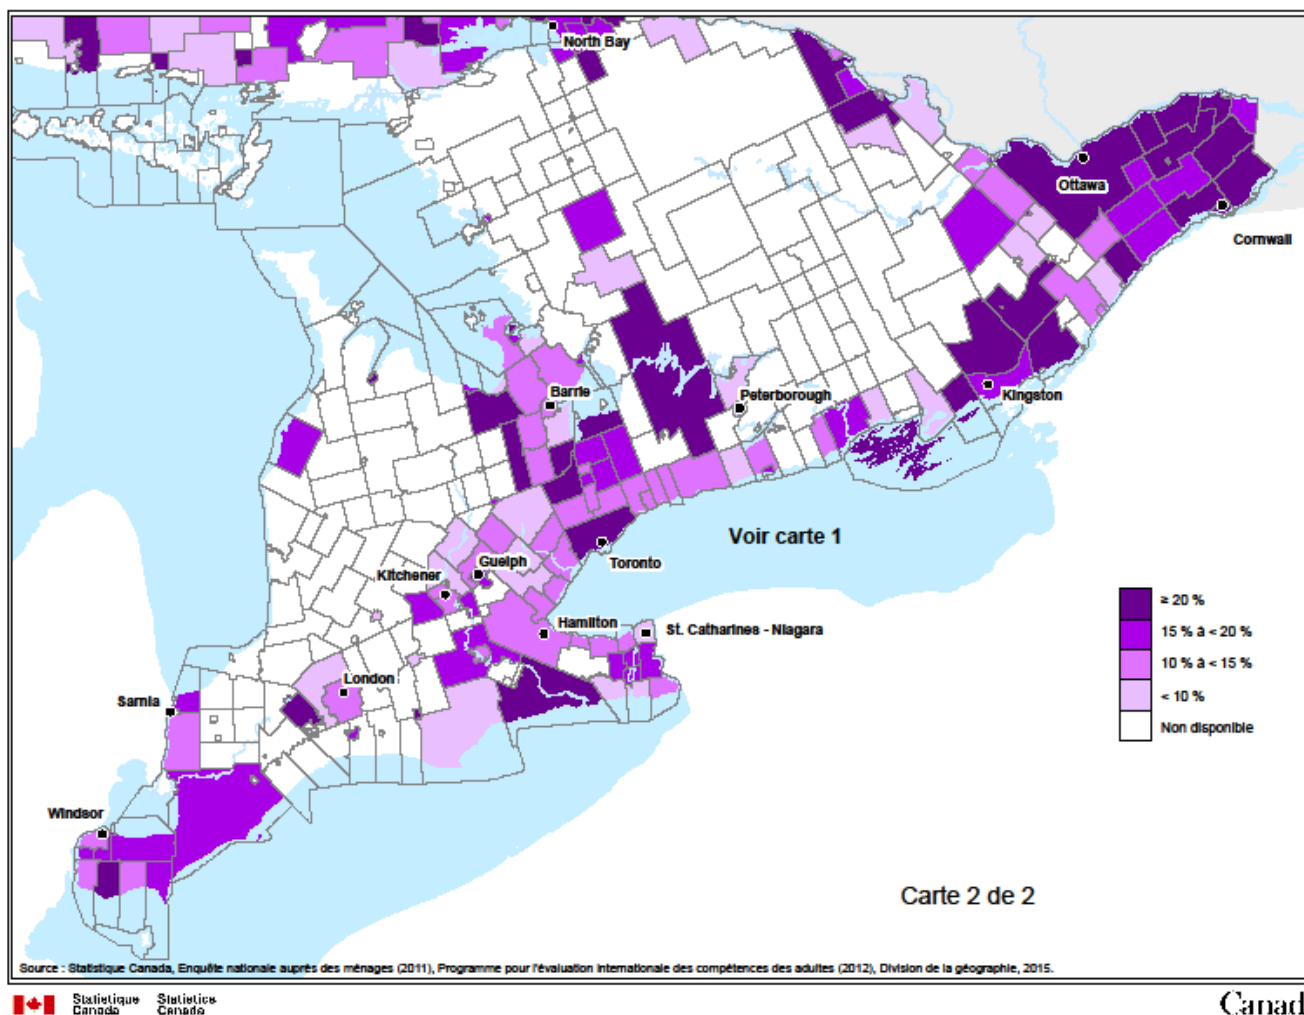 North Bay
Ottawa
Cornwall
Barrie
Peterborough
Kingston
Voir carte 1
Toronto
Guelph
Kitchener
Hamilton
St. Catharines - Niagara
London
Sarnia
Windsor
≥ 20 %
15 % à < 20 %
10 % à < 15 %
< 10 %
Non disponible
Carte 2 de 2
Source : Statistique Canada, Enquête nationale auprès des ménages (2011), Programme pour l'évaluation internationale des compétences des adultes (2012), Division de la géographie, 2015.
Statistique Statistics
Canada Canada
Canad